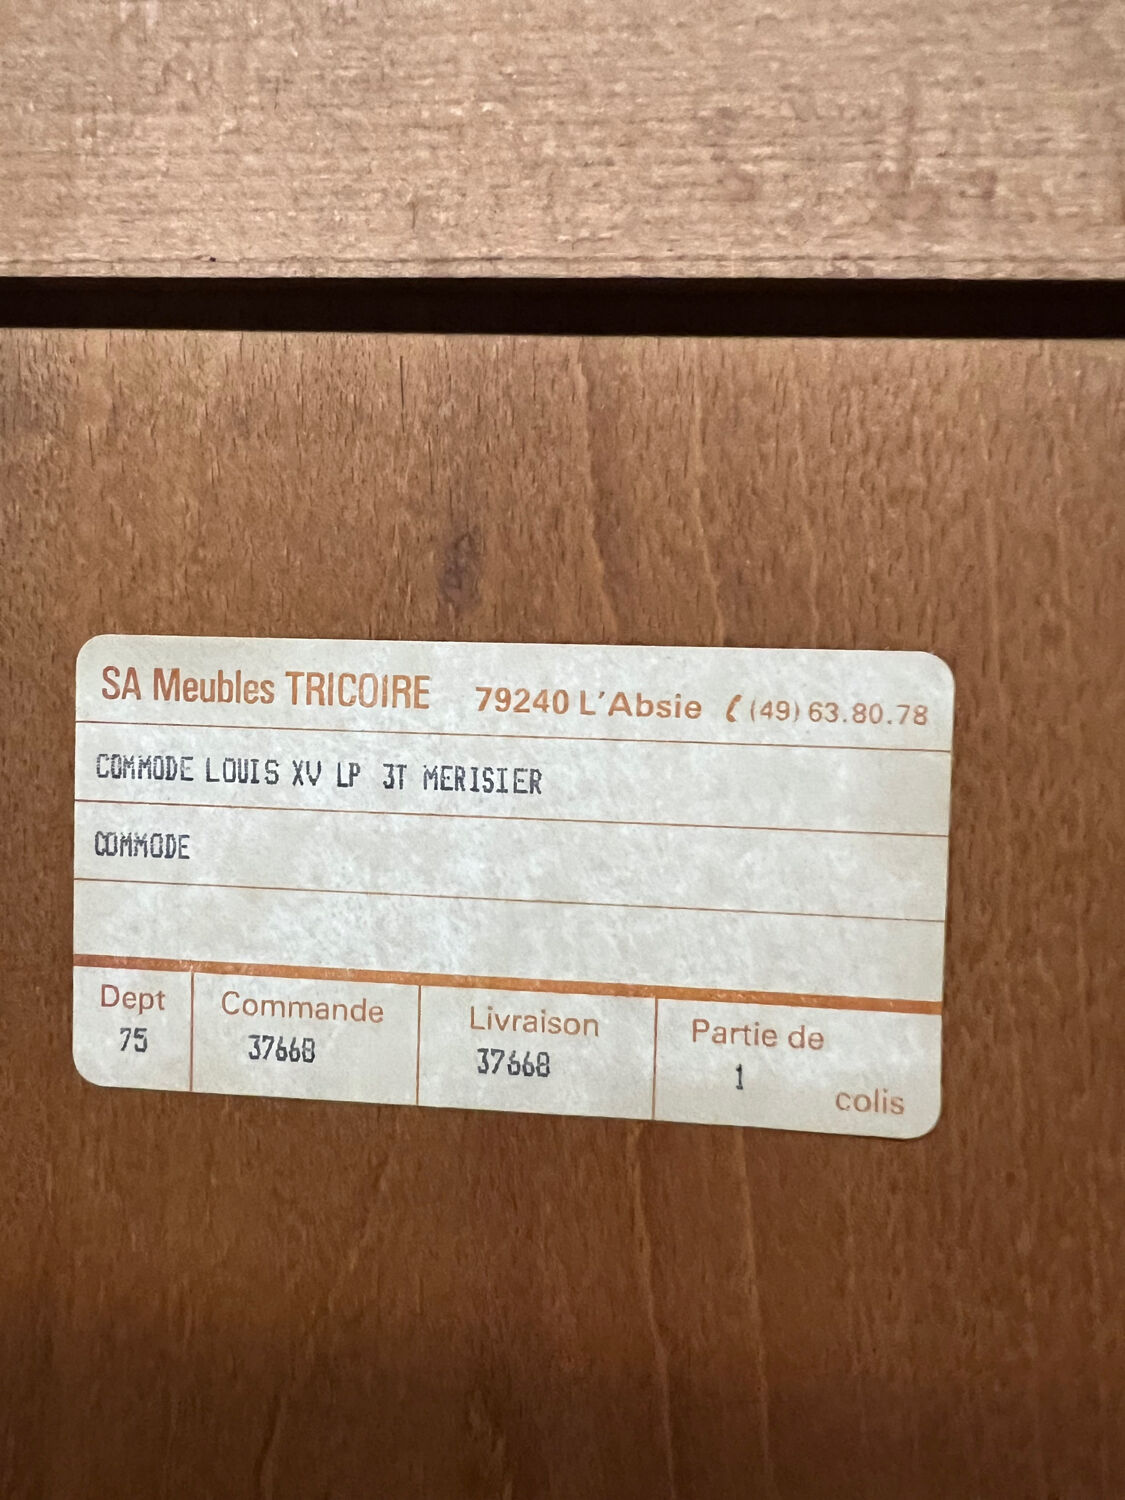 SA Meubles TRICOIRE 79240 L'Absie (49) 63.80.78
COMMODE LOUIS XV LP 3T MERISIER
COMMODE
Dept Commande Livraison Partie de
75 37668 37668 1
colis